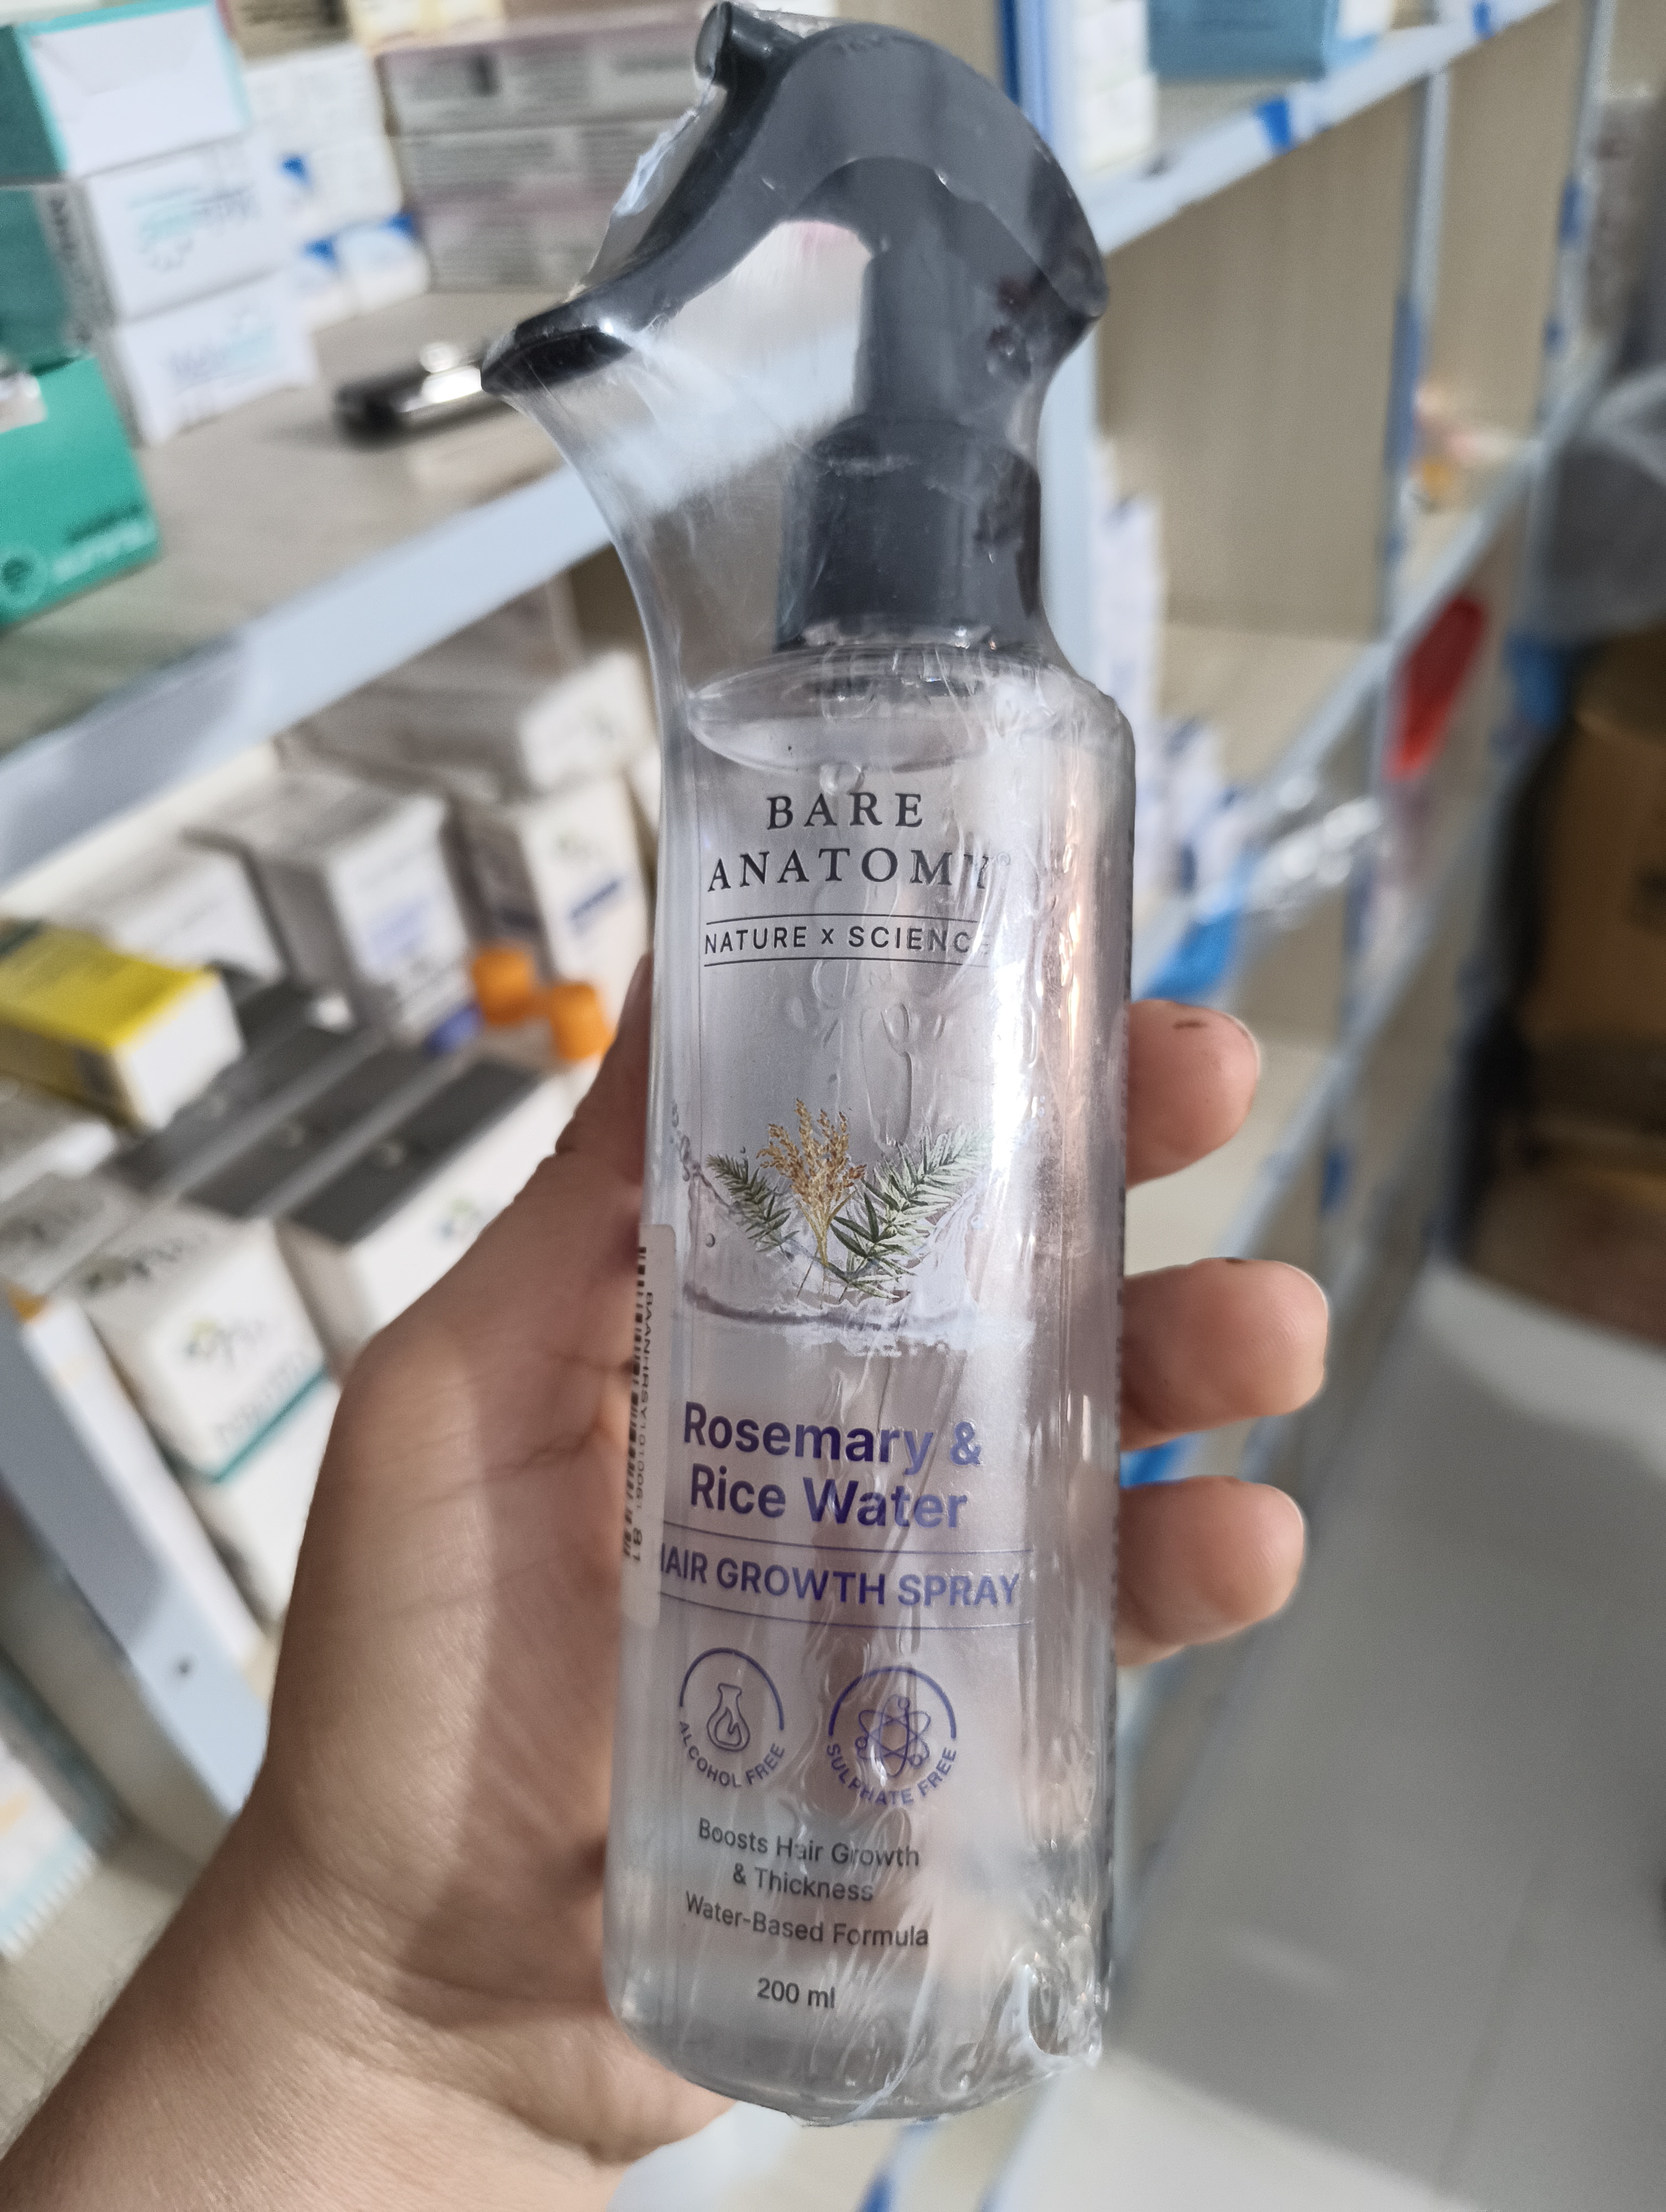 BARE
ANATOMY
NATURE x SCIENCE
Rosemary &
Rice Water
HAIR GROWTH SPRAY
ALCOHOL FREE
SULPHATE FREE
Boosts Hair Growth
& Thickness
Water-Based Formula
200 ml